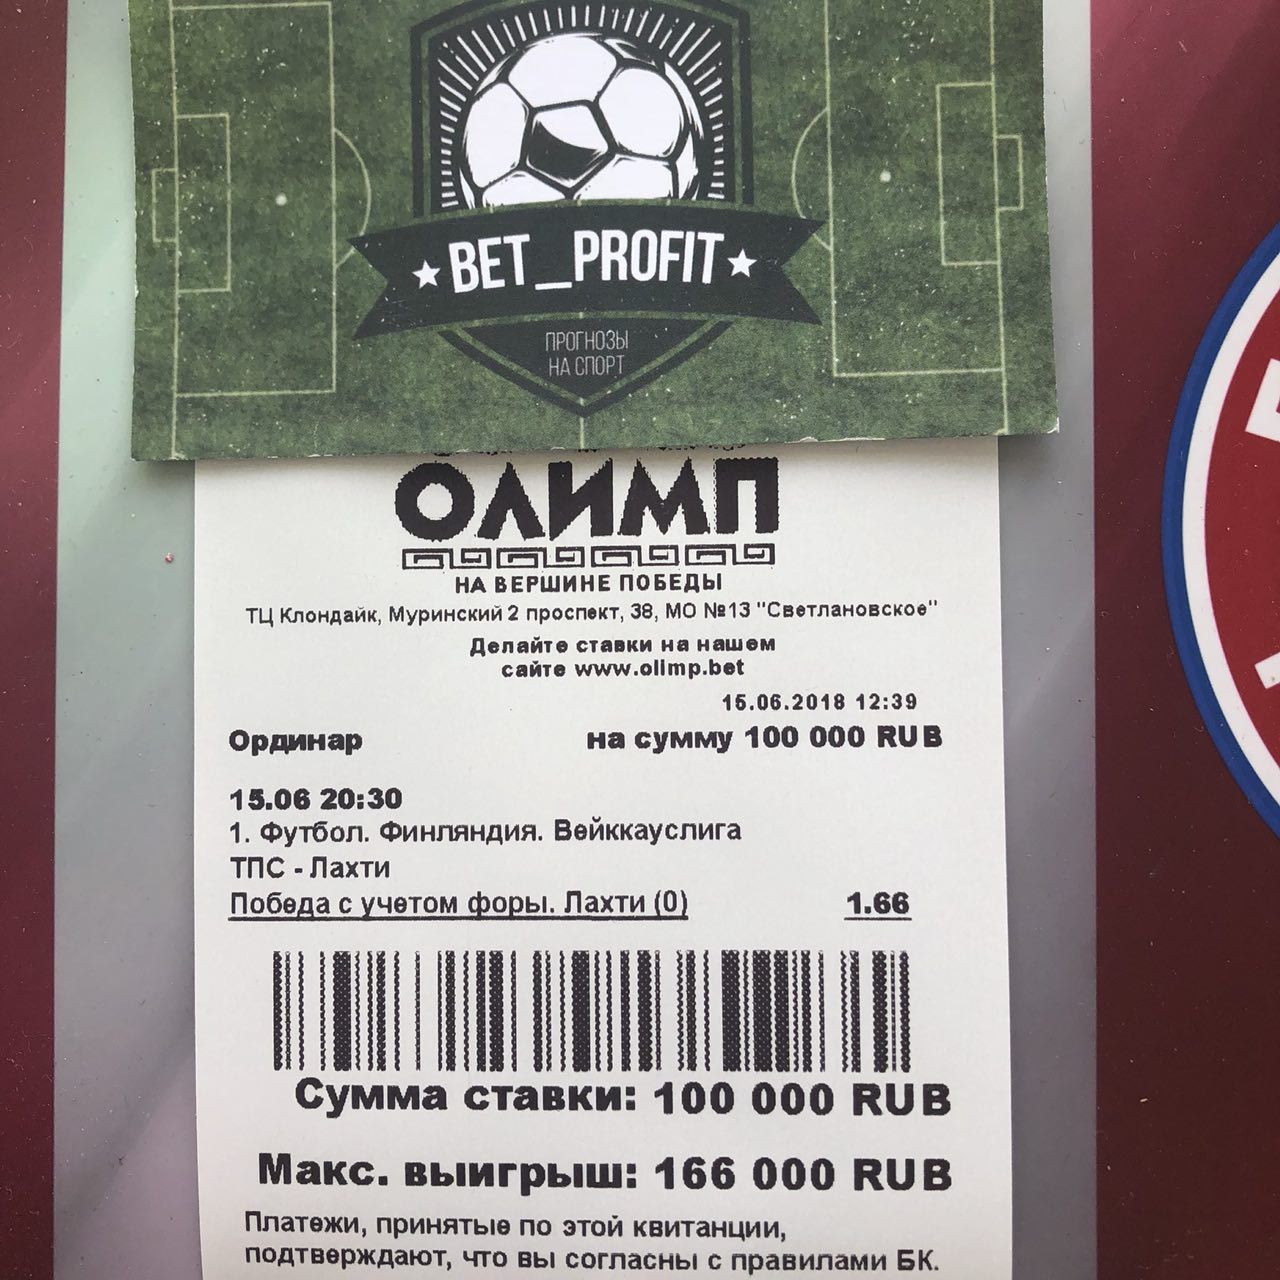 BET_PROFIT
ПРОГНОЗЫ
НА СПОРТ
ОЛИМП
НА ВЕРШИНЕ ПОБЕДЫ
ТЦ Клондайк, Муринский 2 проспект, 38, МО №13 "Светлановское"
Делайте ставки на нашем
сайте www.olimp.bet
15.06.2018 12:39
Ординар на сумму 100 000 RUB
15.06 20:30
1. Футбол. Финляндия. Вейккауслига
ТПС - Лахти
Победа с учетом форы. Лахти (0) 1.66
Сумма ставки: 100 000 RUB
Макс. выигрыш: 166 000 RUB
Платежи, принятые по этой квитанции,
подтверждают, что вы согласны с правилами БК.